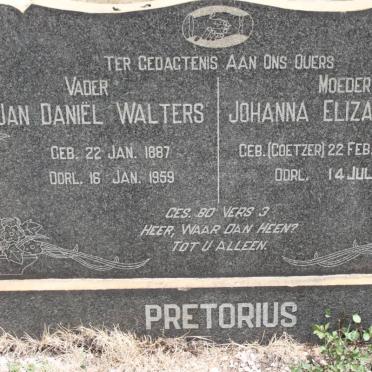 TER GEDAGTENIS AAN ONS OUERS
VADER
JAN DANIËL WALTERS
GEB. 22 JAN. 1887
OORL. 16 JAN. 1959
MOEDER
JOHANNA ELIZA
GEB. (COETZER) 22 FEB.
OORL. 14 JUL
GES. 80 VERS 3
HEER, WAAR DAN HEEN?
TOT U ALLEEN.
PRETORIUS